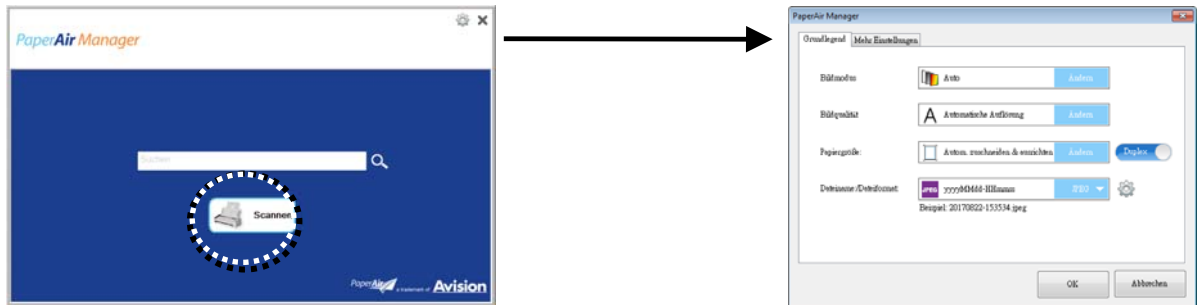 PaperAir Manager
Suchen
Scannen
PaperAir a trademark of Avision
PaperAir Manager
Grundlegend Mehr Einstellungen
Bildmodus Auto Ändern
Bildqualität A Automatische Auflösung Ändern
Papiergröße: Autom. zuschneiden & ausrichten Ändern Duplex
Dateiname/Dateiformat: JPEG yyyyMMdd-HHmmss JPEG
Beispiel: 20170822-153534.jpeg
OK Abbrechen